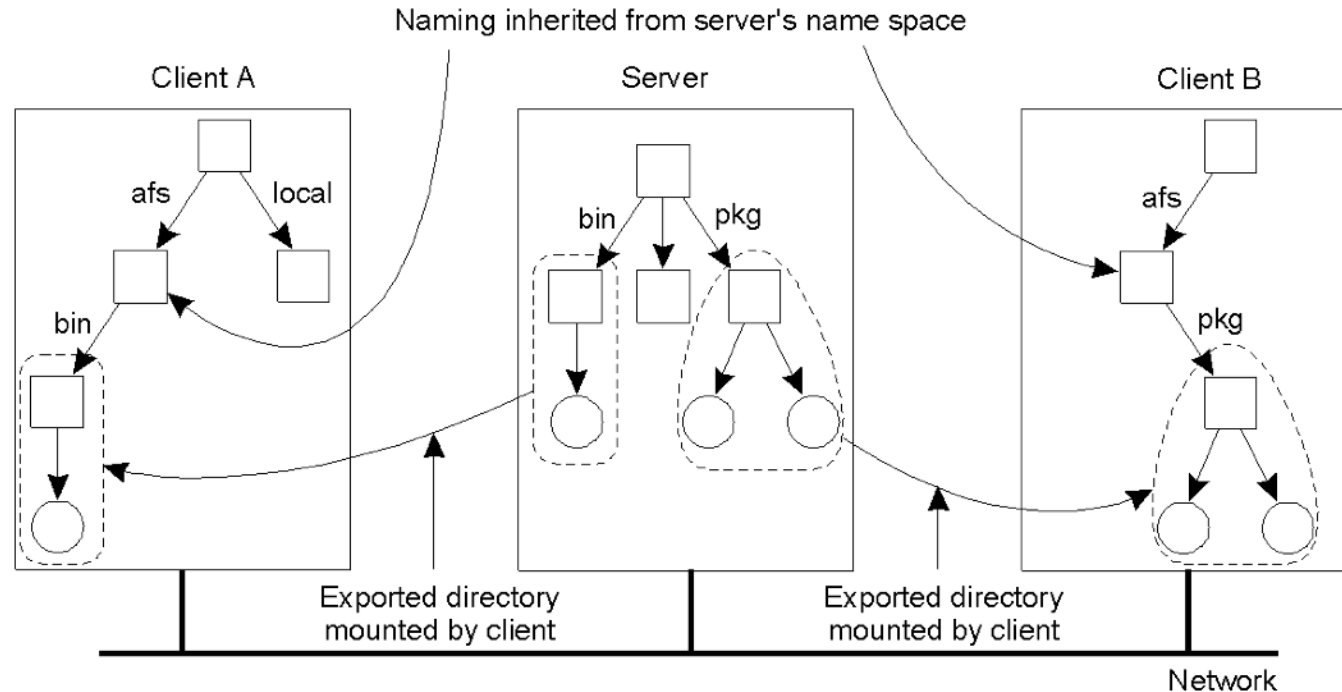 Naming inherited from server's name space
Client A
Server
Client B
afs
local
bin
pkg
afs
bin
pkg
Exported directory
mounted by client
Exported directory
mounted by client
Network